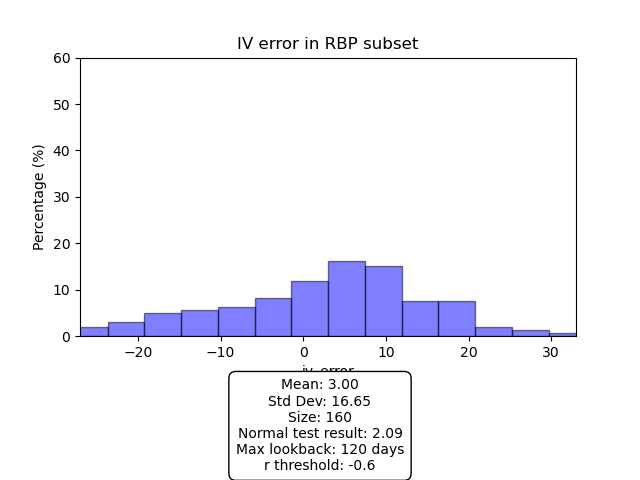 IV error in RBP subset
60
50
40
30
20
10
0
Percentage (%)
−20
−10
0
10
20
30
iv_error
Mean: 3.00
Std Dev: 16.65
Size: 160
Normal test result: 2.09
Max lookback: 120 days
r threshold: -0.6